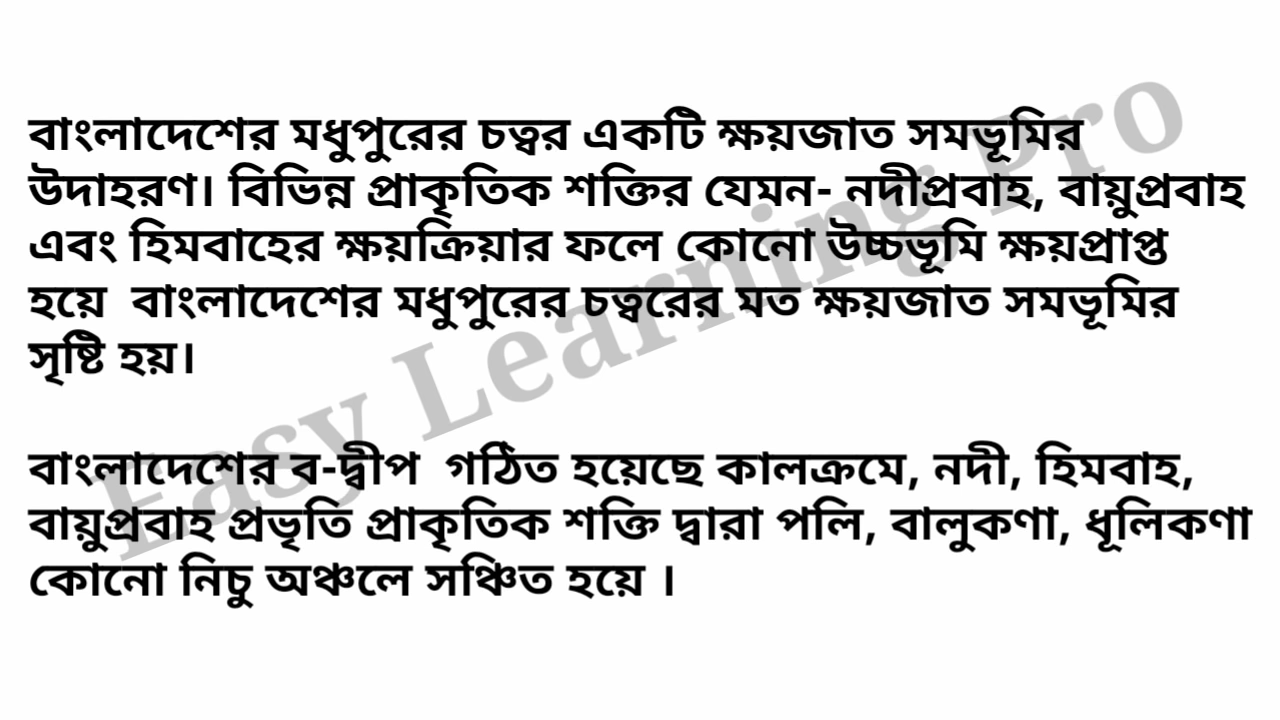 বাংলাদেশের মধুপুরের চত্বর একটি ক্ষয়জাত সমভূমির
উদাহরণ। বিভিন্ন প্রাকৃতিক শক্তির যেমন- নদীপ্রবাহ, বায়ুপ্রবাহ
এবং হিমবাহের ক্ষয়ক্রিয়ার ফলে কোনো উচ্চভূমি ক্ষয়প্রাপ্ত
হয়ে বাংলাদেশের মধুপুরের চত্বরের মত ক্ষয়জাত সমভূমির
সৃষ্টি হয়।
বাংলাদেশের ব-দ্বীপ গঠিত হয়েছে কালক্রমে, নদী, হিমবাহ,
বায়ুপ্রবাহ প্রভৃতি প্রাকৃতিক শক্তি দ্বারা পলি, বালুকণা, ধূলিকণা
কোনো নিচু অঞ্চলে সঞ্চিত হয়ে ।
Easy Learning Pro